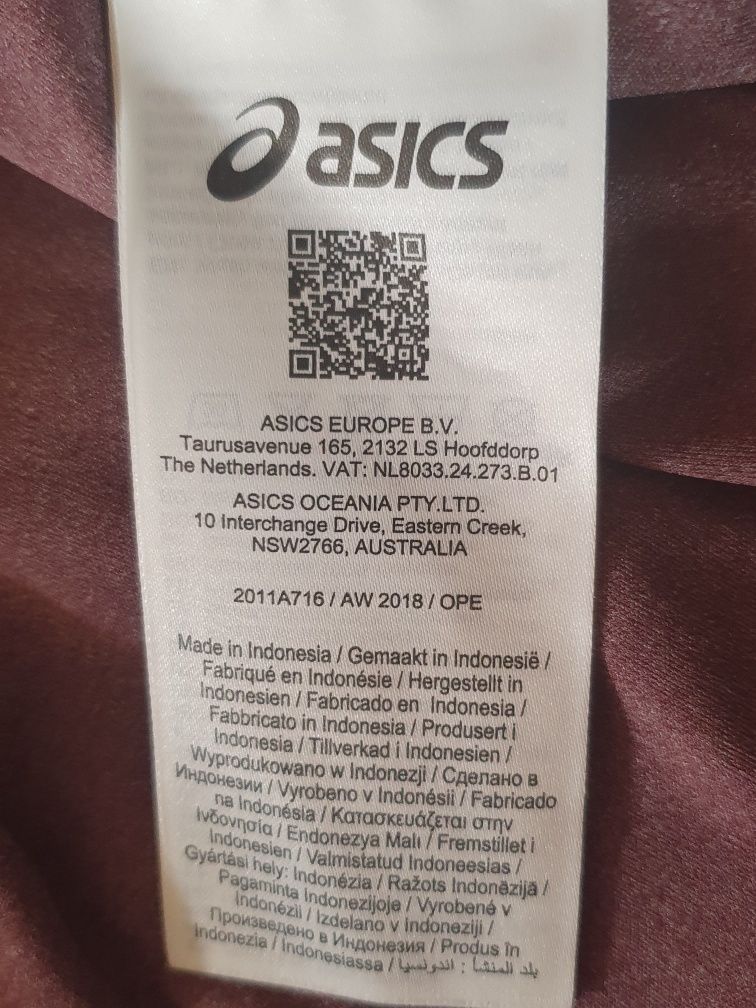 asics
ASICS EUROPE B.V.
Taurusavenue 165, 2132 LS Hoofddorp
The Netherlands. VAT: NL8033.24.273.B.01
ASICS OCEANIA PTY.LTD.
10 Interchange Drive, Eastern Creek,
NSW2766, AUSTRALIA
2011A716 / AW 2018 / OPE
Made in Indonesia / Gemaakt in Indonesië /
Fabriqué en Indonésie / Hergestellt in
Indonesien / Fabricado en Indonesia /
Fabbricato in Indonesia / Produsert i
Indonesia / Tillverkad i Indonesien /
Wyprodukowano w Indonezji / Сделано в
Индонезии / Vyrobeno v Indonésii / Fabricado
na Indonésia / Κατασκευάζεται στην
Ινδονησία / Endonezya Malı / Fremstillet i
Indonesien / Valmistatud Indoneesias /
Gyártási hely: Indonézia / Ražots Indonēzijā /
Pagaminta Indonezijoje / Vyrobené v
Indonézii / Izdelano v Indoneziji /
Произведено в Индонезия / Produs în
Indonezia / Indonesiassa / بلد المنشأ : اندونسيا